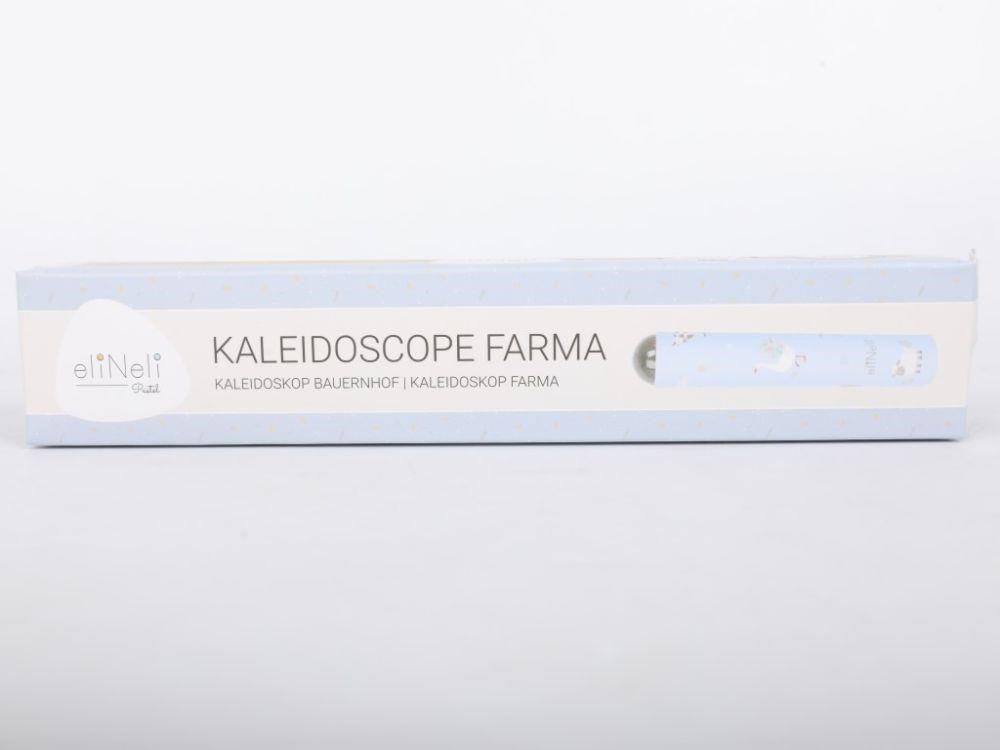 eliNeli
Pastel
KALEIDOSCOPE FARMA
KALEIDOSKOP BAUERNHOF | KALEIDOSKOP FARMA
eliNeli